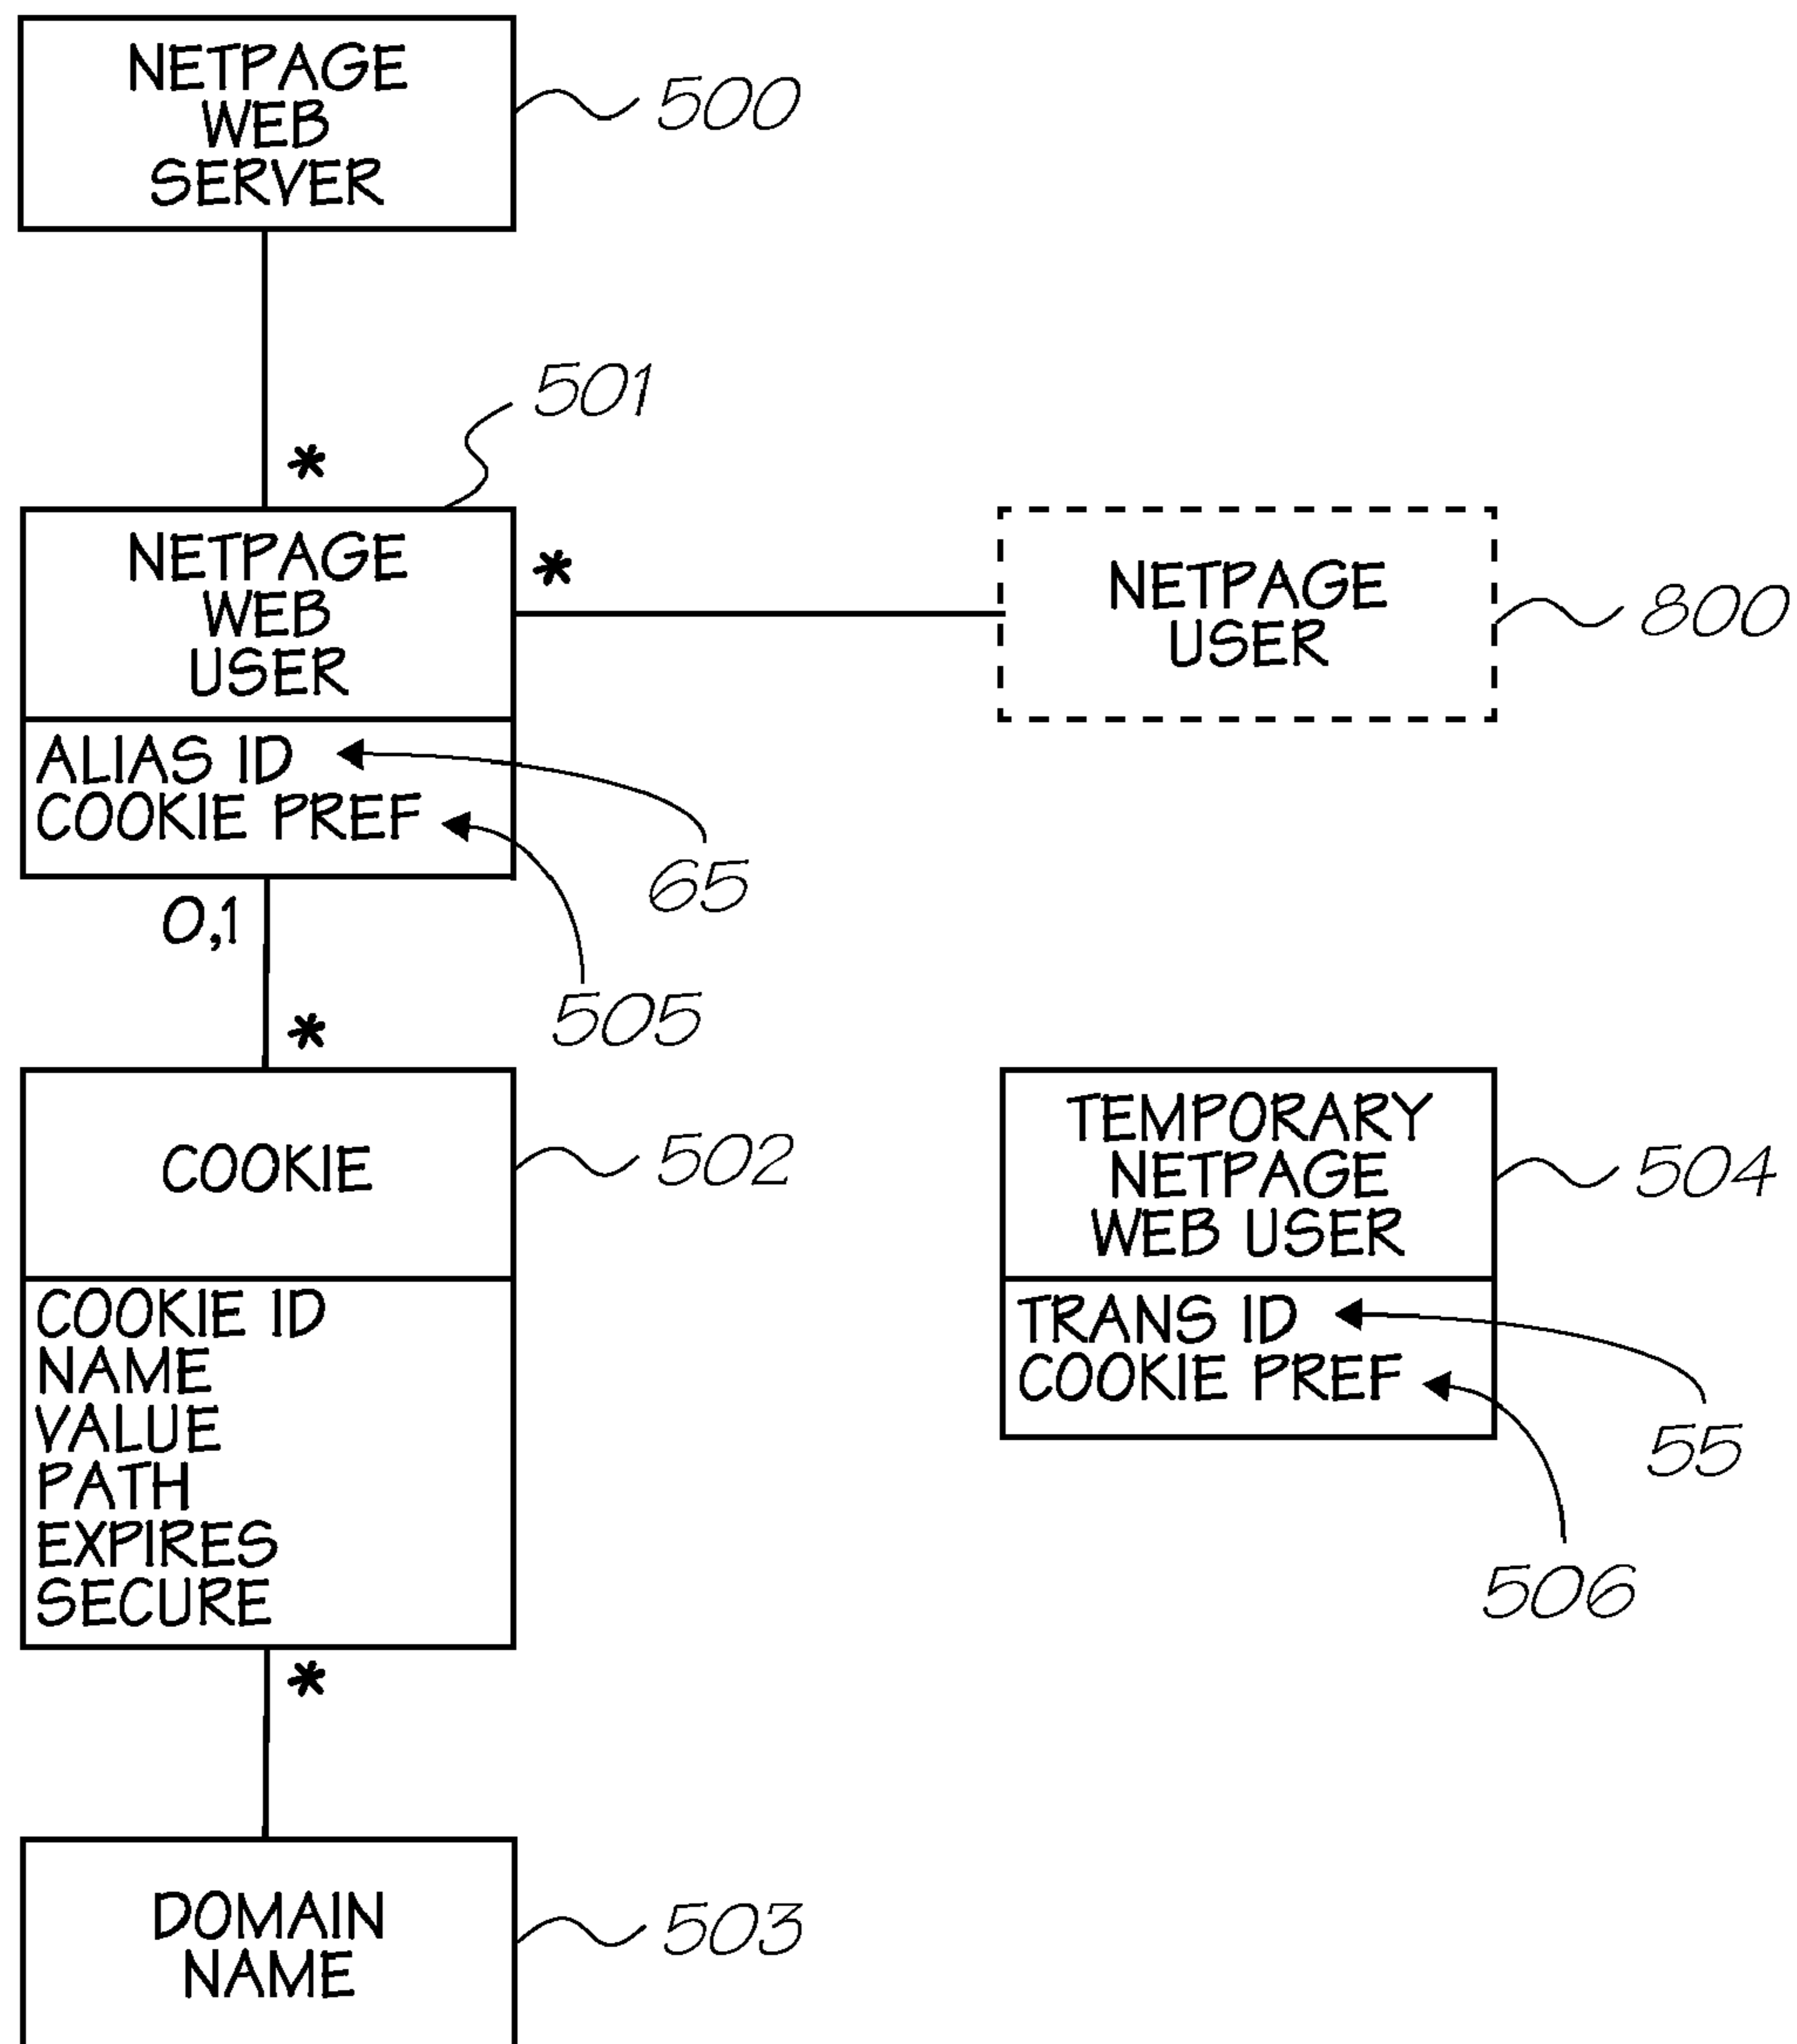 NETPAGE
WEB
SERVER
500
501
*
NETPAGE
WEB
USER
*
NETPAGE
USER
800
ALIAS ID
COOKIE PREF
65
0,1
505
*
COOKIE
502
TEMPORARY
NETPAGE
WEB USER
504
COOKIE ID
NAME
VALUE
PATH
EXPIRES
SECURE
TRANS ID
COOKIE PREF
55
506
*
DOMAIN
NAME
503